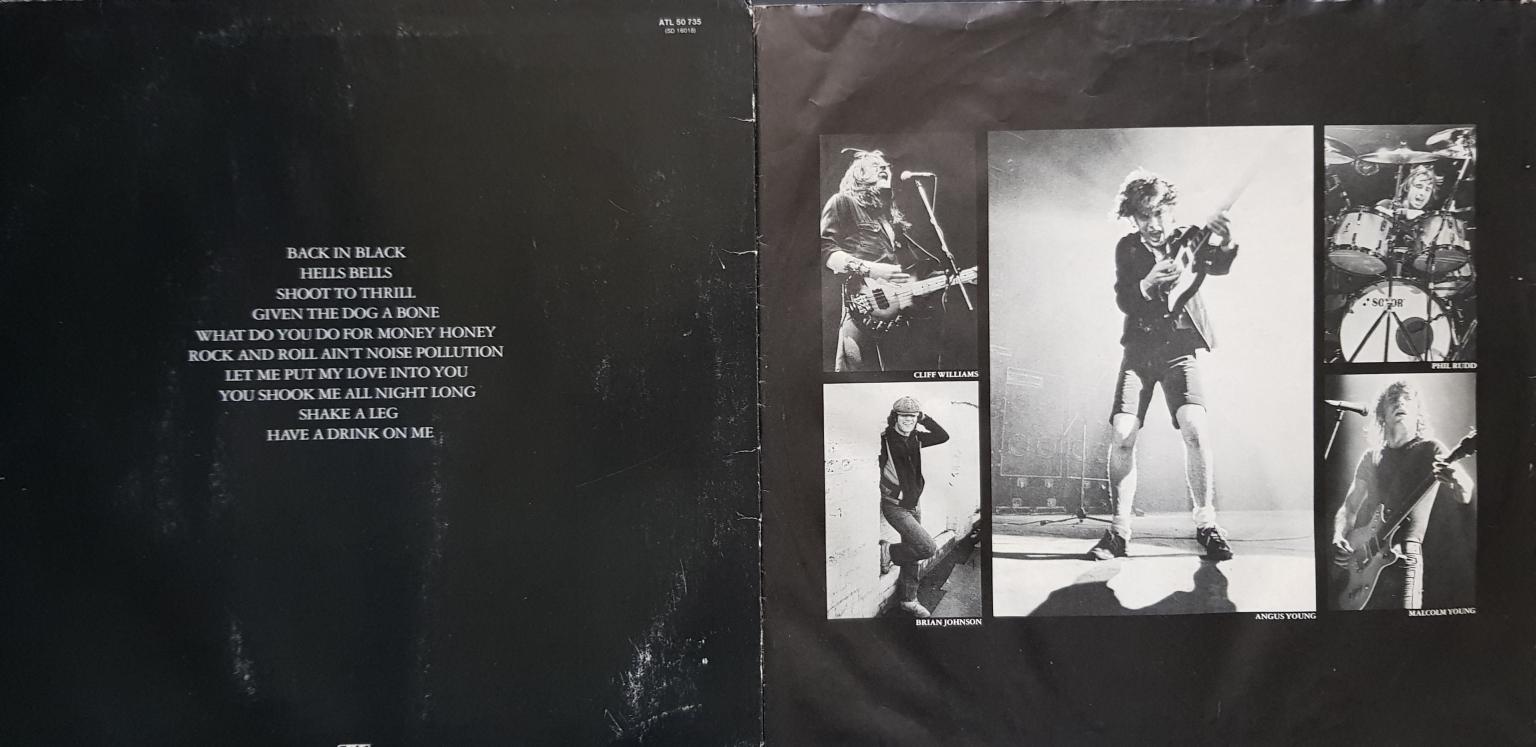 ATL 50 735
(SD 16018)
BACK IN BLACK
HELLS BELLS
SHOOT TO THRILL
GIVEN THE DOG A BONE
WHAT DO YOU DO FOR MONEY HONEY
ROCK AND ROLL AIN'T NOISE POLLUTION
LET ME PUT MY LOVE INTO YOU
YOU SHOOK ME ALL NIGHT LONG
SHAKE A LEG
HAVE A DRINK ON ME
CLIFF WILLIAMS
BRIAN JOHNSON
ANGUS YOUNG
SONOR
PHIL RUDD
MALCOLM YOUNG